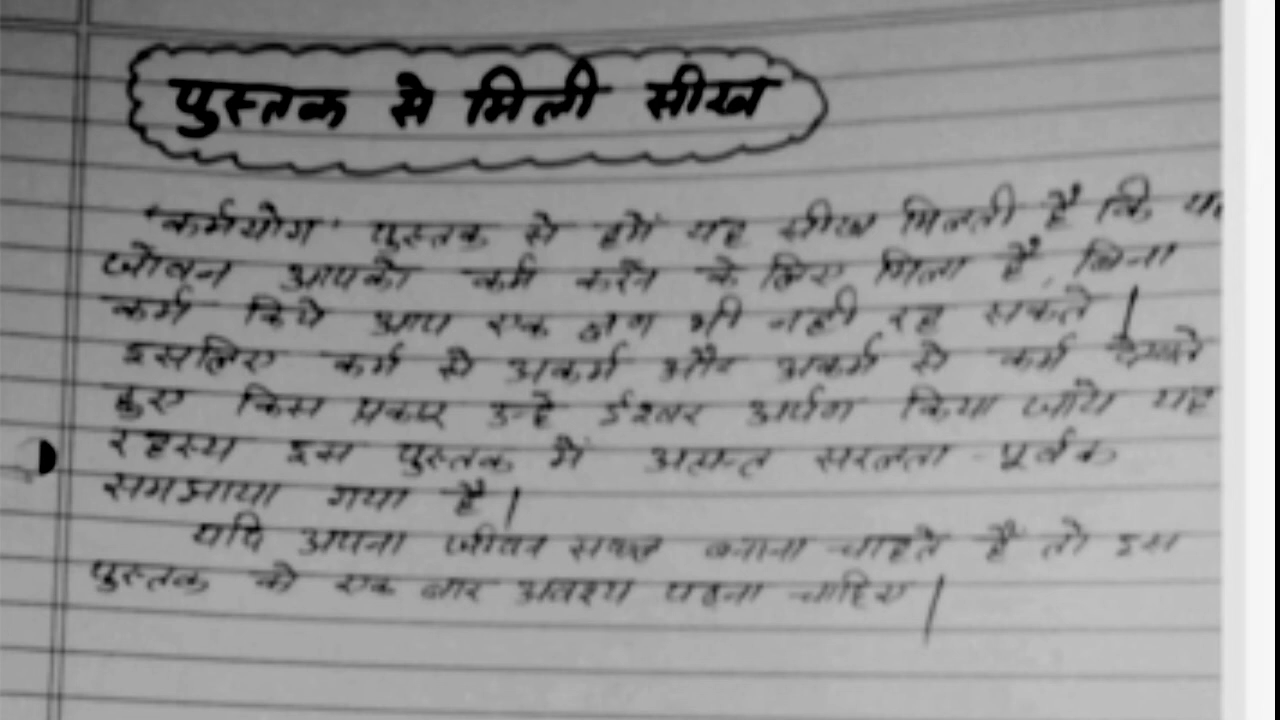 पुस्तक से मिली सीख
'कर्मयोग' पुस्तक से हमें यह सीख मिलती है कि
जीवन आपको कर्म करने के लिए मिला है, बिना
कर्म किये आप एक क्षण भी नही रह सकते |
इसलिए कर्म से अकर्म और अकर्म से कर्म देखते
हुए किस प्रकार उन्हे ईश्वर अर्पण किया जाये यह
रहस्य इस पुस्तक में अत्यन्त सरलता पूर्वक
समझाया गया है |
यदि अपना जीवन सफल बनाना चाहते हैं तो इस
पुस्तक को एक बार अवश्य पढना चाहिए |